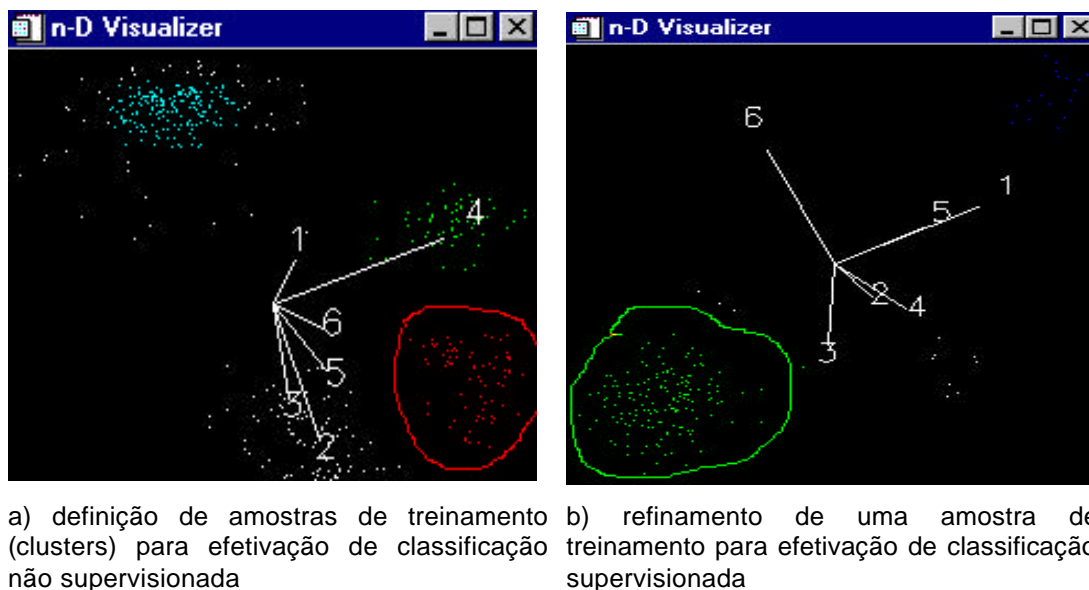 n-D Visualizer
1
4
6
5
3
2
n-D Visualizer
6
1
5
2
4
3
a) definição de amostras de treinamento
(clusters) para efetivação de classificação
não supervisionada
b) refinamento de uma amostra de
treinamento para efetivação de classificação
supervisionada